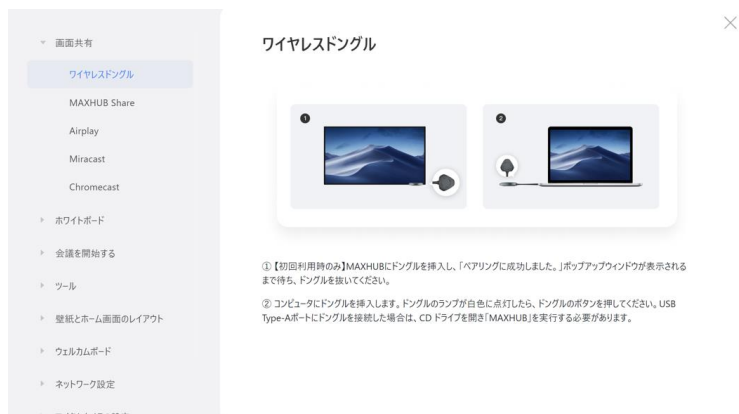 画面共有
ワイヤレスドングル
MAXHUB Share
Airplay
Miracast
Chromecast
ホワイトボード
会議を開始する
ツール
壁紙とホーム画面のレイアウト
ウェルカムボード
ネットワーク設定
ワイヤレスドングル
1
2
① 【初回利用時のみ】MAXHUBにドングルを挿入し、「ペアリングに成功しました。」ポップアップウィンドウが表示される
まで待ち、ドングルを抜いてください。
② コンピュータにドングルを挿入します。ドングルのランプが白色に点灯したら、ドングルのボタンを押してください。USB
Type-Aポートにドングルを接続した場合は、CD ドライブを開き「MAXHUB」を実行する必要があります。